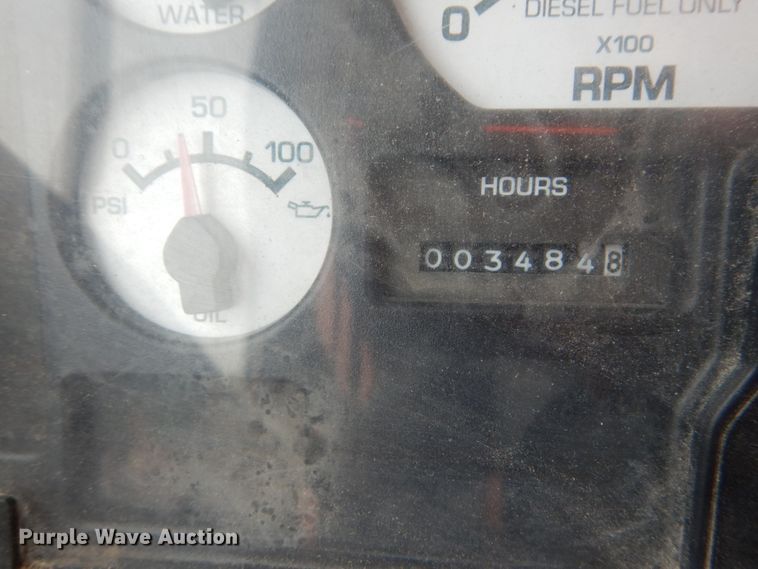 WATER
0
DIESEL FUEL ONLY
X100
RPM
0 50 100
PSI
OIL
HOURS
0034848
Purple Wave Auction